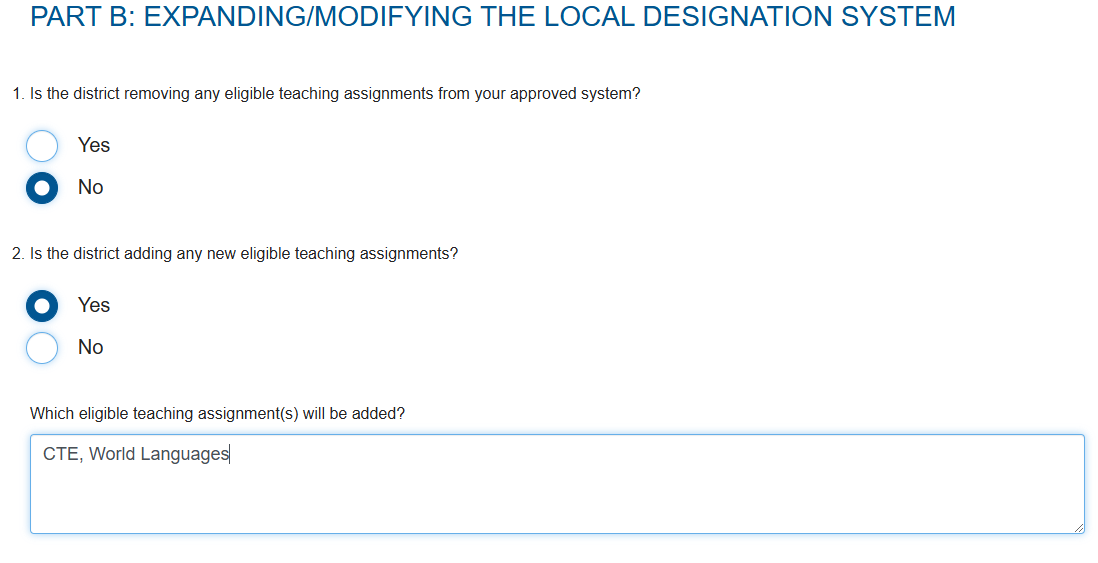 PART B: EXPANDING/MODIFYING THE LOCAL DESIGNATION SYSTEM
1. Is the district removing any eligible teaching assignments from your approved system?
Yes
No
2. Is the district adding any new eligible teaching assignments?
Yes
No
Which eligible teaching assignment(s) will be added?
CTE, World Languages